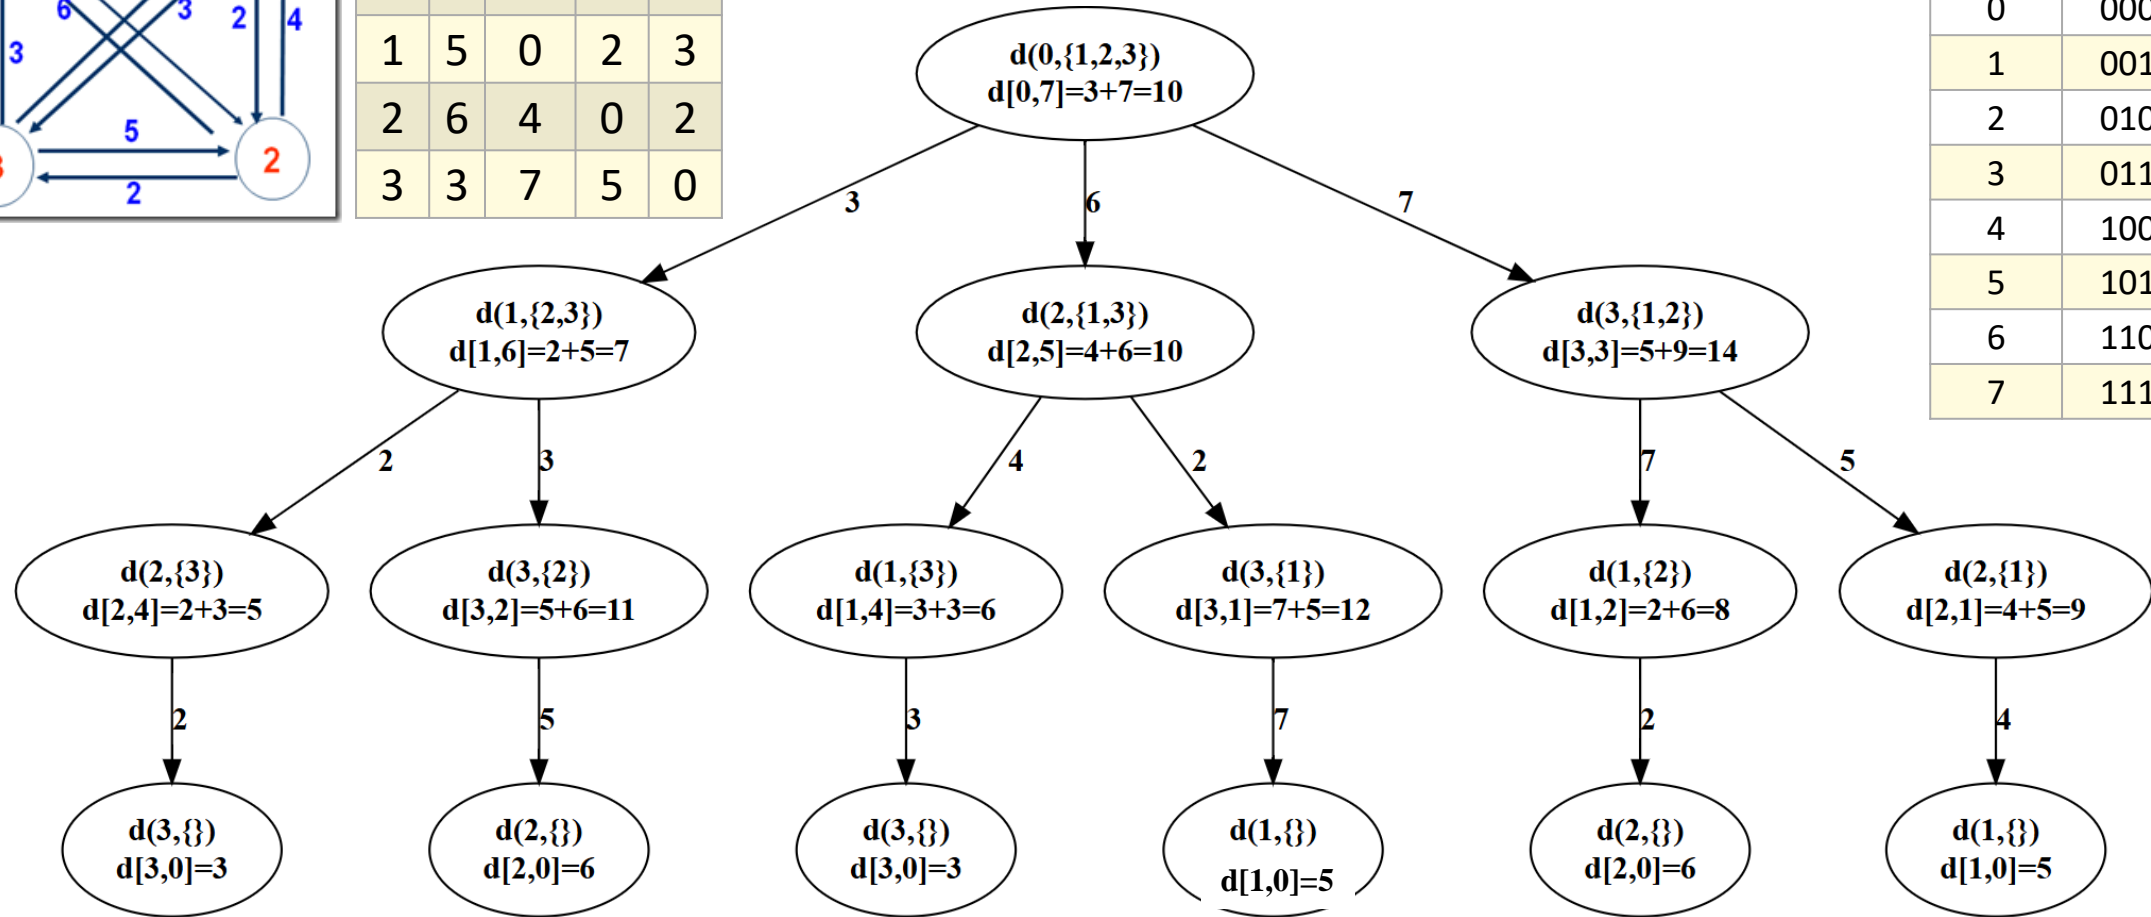 6
3
2
4
3
5
2
2
1 5 0 2 3
2 6 4 0 2
3 3 7 5 0
d(0,{1,2,3})
d[0,7]=3+7=10
0 000
1 001
2 010
3 011
4 100
5 101
6 110
7 111
3
6
7
d(1,{2,3})
d[1,6]=2+5=7
d(2,{1,3})
d[2,5]=4+6=10
d(3,{1,2})
d[3,3]=5+9=14
2
3
4
2
7
5
d(2,{3})
d[2,4]=2+3=5
d(3,{2})
d[3,2]=5+6=11
d(1,{3})
d[1,4]=3+3=6
d(3,{1})
d[3,1]=7+5=12
d(1,{2})
d[1,2]=2+6=8
d(2,{1})
d[2,1]=4+5=9
2
5
3
7
2
4
d(3,{})
d[3,0]=3
d(2,{})
d[2,0]=6
d(3,{})
d[3,0]=3
d(1,{})
d[1,0]=5
d(2,{})
d[2,0]=6
d(1,{})
d[1,0]=5